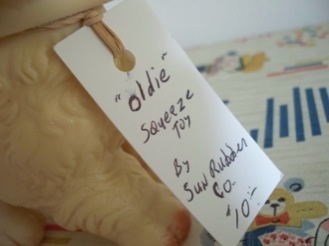 "Oldie"
Squeeze
Toy
By
Sun Rubber
Co.
$10.-